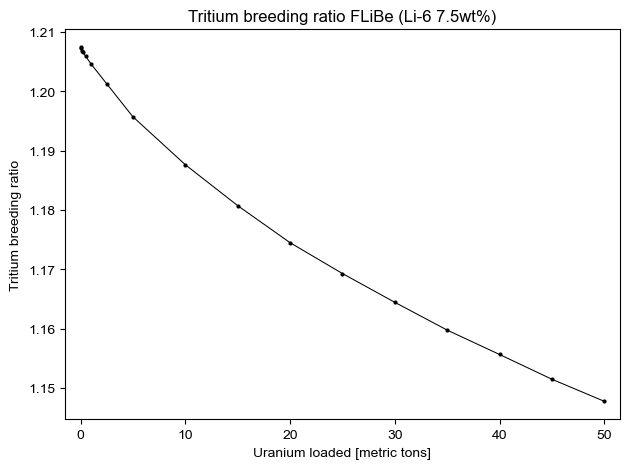 Tritium breeding ratio FLiBe (Li-6 7.5wt%)
1.21
1.20
1.19
1.18
1.17
1.16
1.15
Tritium breeding ratio
0 10 20 30 40 50
Uranium loaded [metric tons]